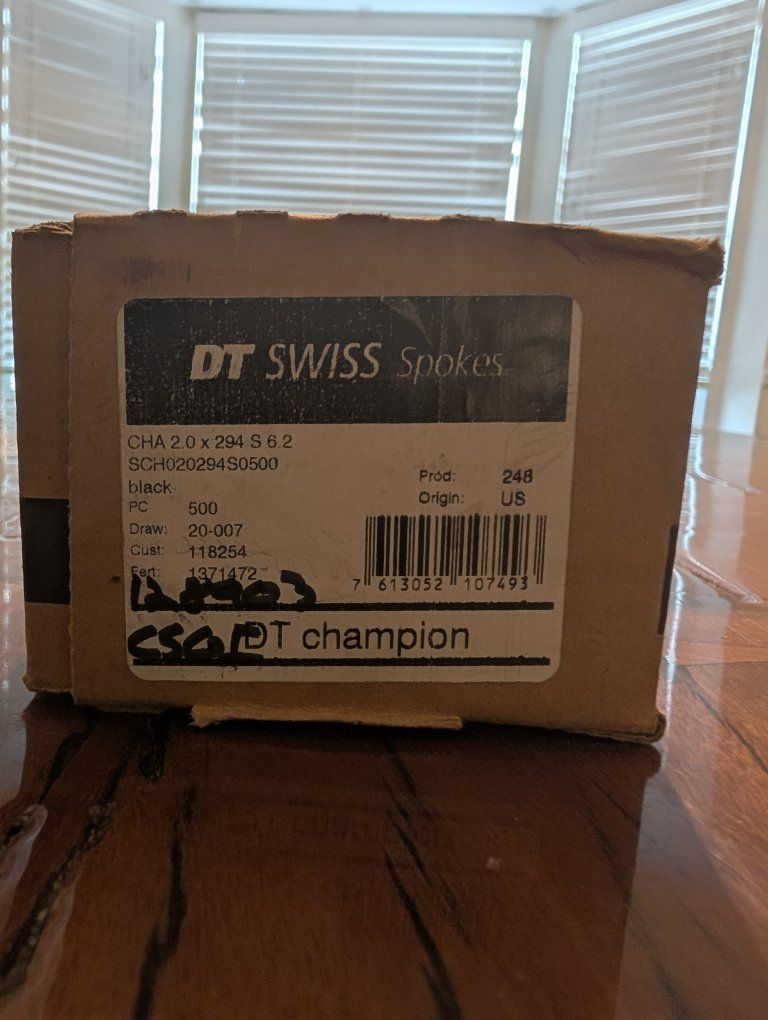 DT SWISS Spokes
CHA 2.0 x 294 S 6.2
SCH020294S0500
black
PC 500
Draw: 20-007
Cust: 118254
Fert: 1371472
Prod: 248
Origin: US
7 613052 107493
DT champion